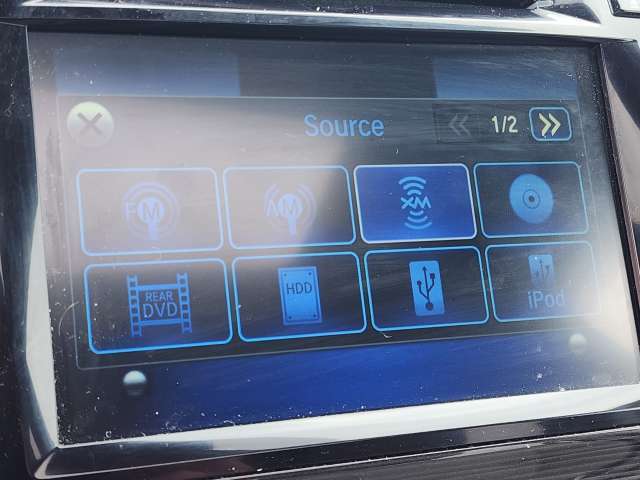 Source
1/2
FM
AM
XM
REAR
DVD
HDD
iPod